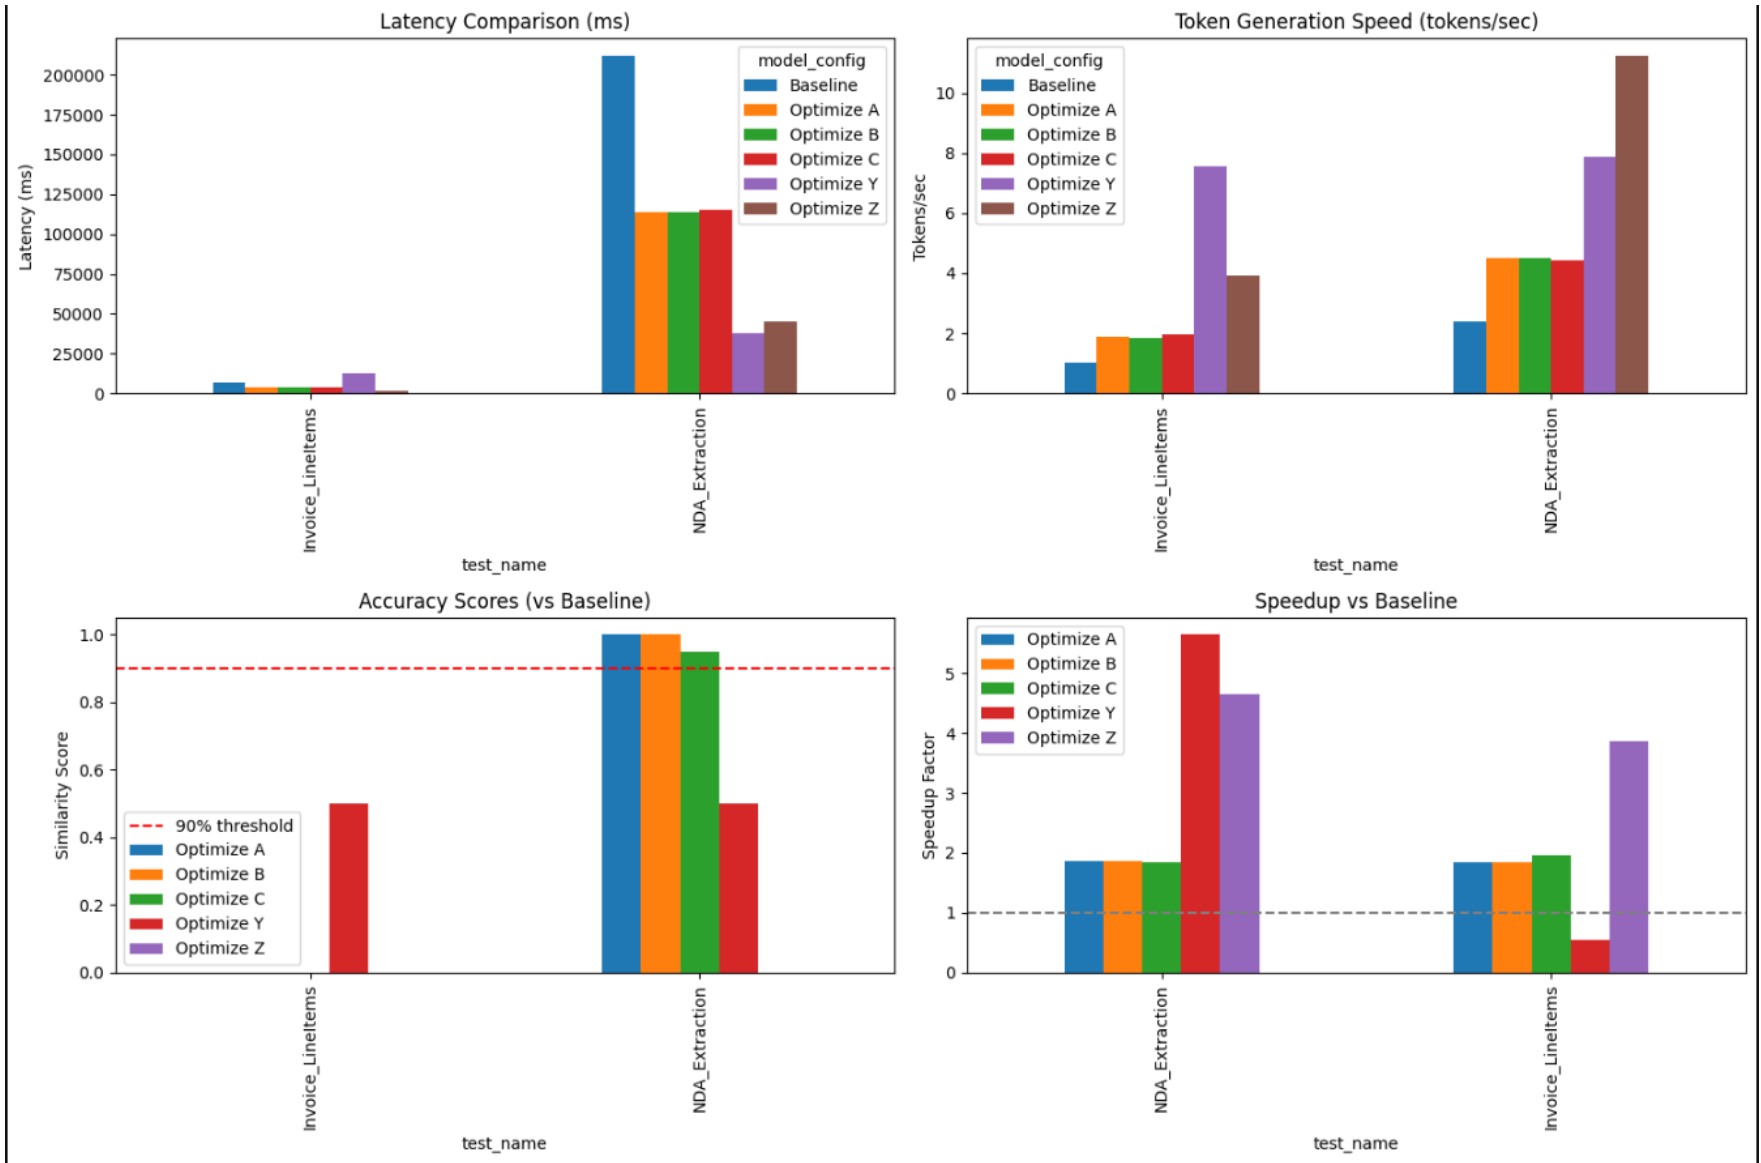 Latency Comparison (ms)
200000
175000
150000
125000
100000
75000
50000
25000
0
Latency (ms)
model_config
Baseline
Optimize A
Optimize B
Optimize C
Optimize Y
Optimize Z
Invoice_LineItems
NDA_Extraction
test_name
Token Generation Speed (tokens/sec)
10
8
6
4
2
0
Tokens/sec
model_config
Baseline
Optimize A
Optimize B
Optimize C
Optimize Y
Optimize Z
Invoice_LineItems
NDA_Extraction
test_name
Accuracy Scores (vs Baseline)
1.0
0.8
0.6
0.4
0.2
0.0
Similarity Score
90% threshold
Optimize A
Optimize B
Optimize C
Optimize Y
Optimize Z
Invoice_LineItems
NDA_Extraction
test_name
Speedup vs Baseline
5
4
3
2
1
0
Speedup Factor
Optimize A
Optimize B
Optimize C
Optimize Y
Optimize Z
NDA_Extraction
Invoice_LineItems
test_name